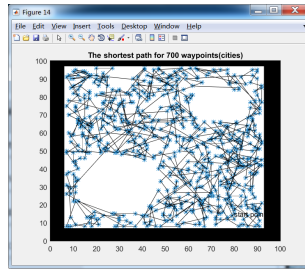 Figure 14
File Edit View Insert Tools Desktop Window Help
The shortest path for 700 waypoints(cities)
100
90
80
70
60
50
40
30
20
10
0
start point
0 10 20 30 40 50 60 70 80 90 100